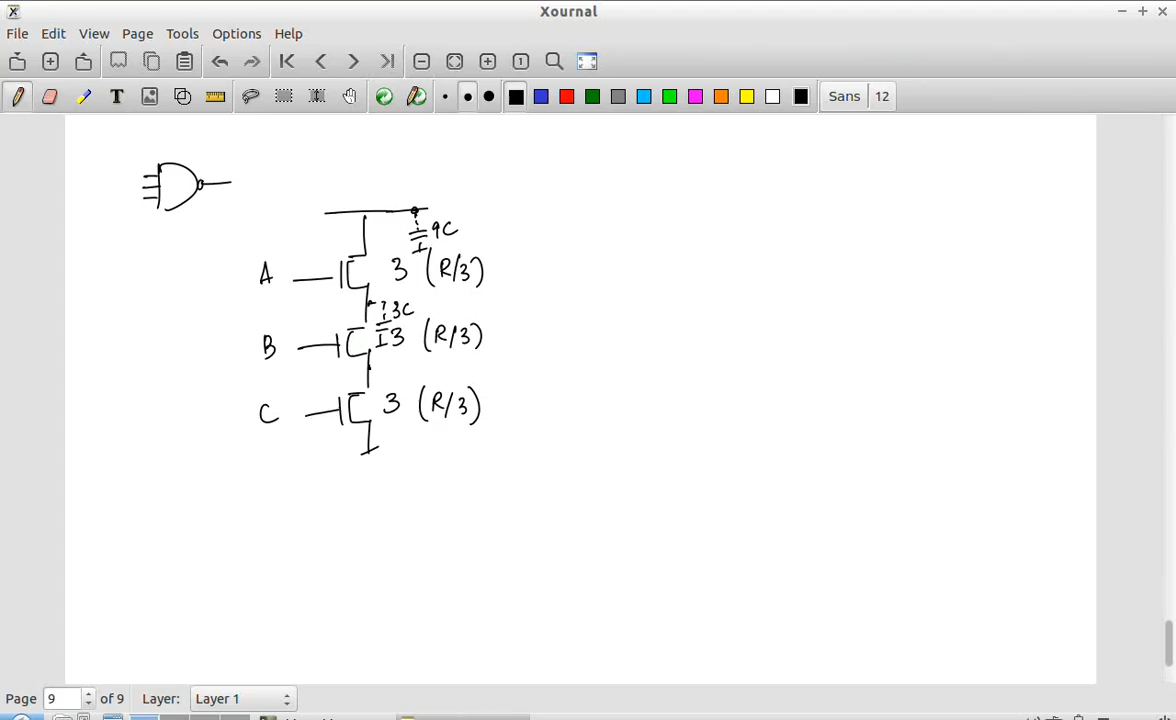 Xournal
File Edit View Page Tools Options Help
Sans 12
9C
A 3 (R/3)
3C
B 3 (R/3)
C 3 (R/3)
Page 9 of 9 Layer: Layer 1